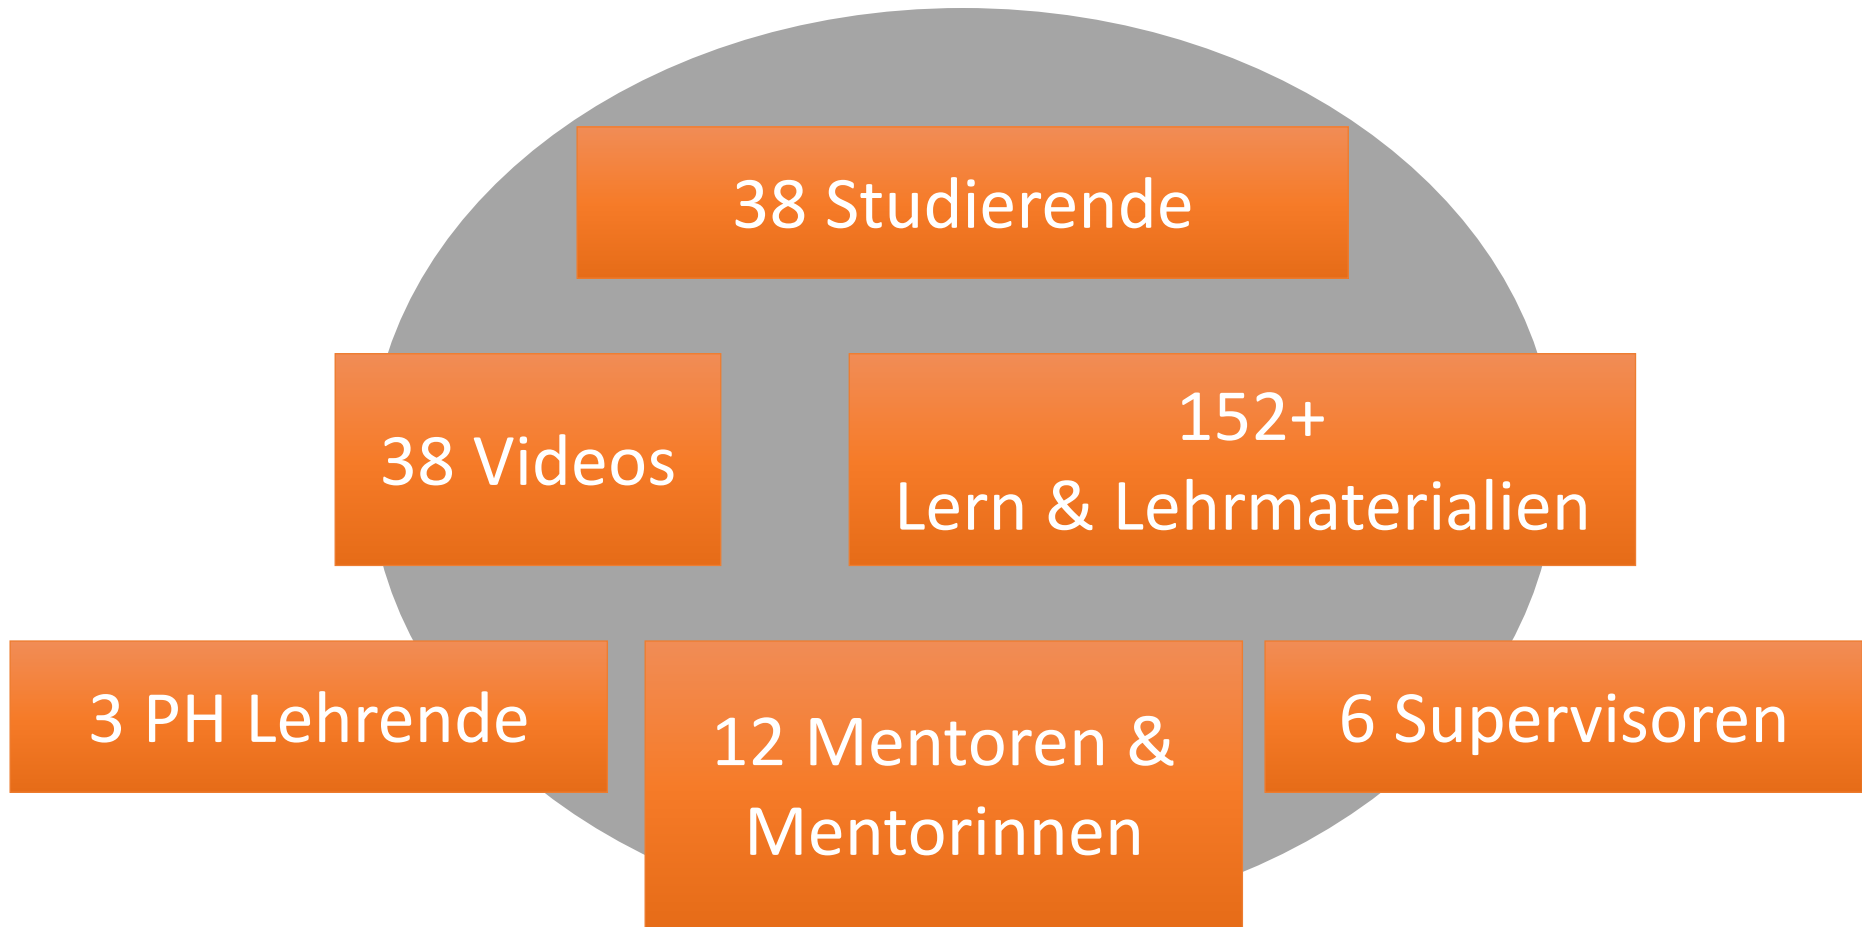 38 Studierende
38 Videos
152+
Lern & Lehrmaterialien
3 PH Lehrende
12 Mentoren &
Mentorinnen
6 Supervisoren